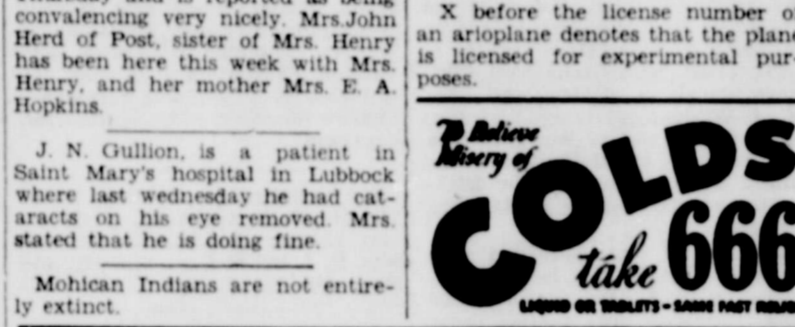 convalencing very nicely. Mrs. John
Herd of Post, sister of Mrs. Henry
has been here this week with Mrs.
Henry, and her mother Mrs. E. A.
Hopkins.
J. N. Gullion, is a patient in
Saint Mary's hospital in Lubbock
where last wednesday he had cat-
aracts on his eye removed. Mrs.
stated that he is doing fine.
Mohican Indians are not entire-
ly extinct.
X before the license number
an arioplane denotes that the plane
is licensed for experimental pur-
poses.
To Relieve
Misery of
COLDS
take 666
LIQUID OR TABLETS - SAME FAST